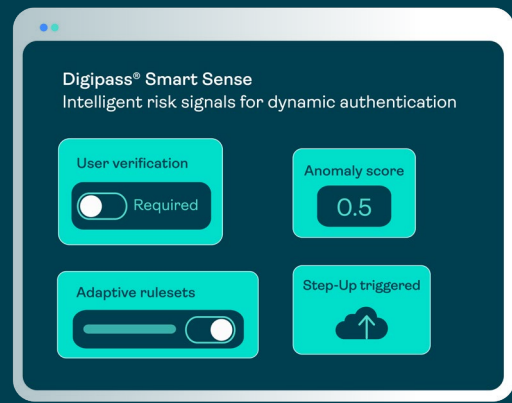 Digipass® Smart Sense
Intelligent risk signals for dynamic authentication
User verification
Required
Anomaly score
0.5
Adaptive rulesets
Step-Up triggered